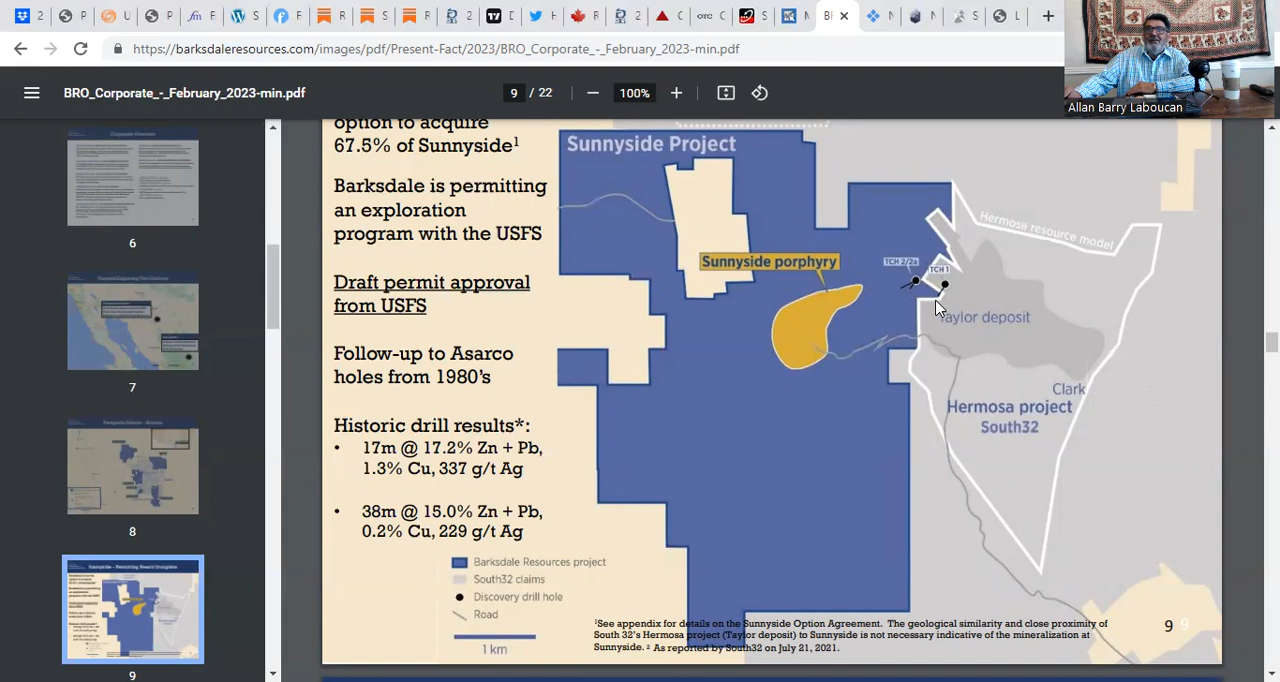 https://barksdaleresources.com/images/pdf/Present-Fact/2023/BRO_Corporate_-_February_2023-min.pdf
Allan Barry Laboucan
BRO_Corporate_-_February_2023-min.pdf
9 / 22
100%
6
7
8
9
option to acquire
67.5% of Sunnyside¹
Barksdale is permitting
an exploration
program with the USFS
Draft permit approval
from USFS
Follow-up to Asarco
holes from 1980's
Historic drill results*:
• 17m @ 17.2% Zn + Pb,
1.3% Cu, 337 g/t Ag
• 38m @ 15.0% Zn + Pb,
0.2% Cu, 229 g/t Ag
Sunnyside Project
Hermosa resource model
Sunnyside porphyry
TCH 2/2a
TCH 1
Taylor deposit
Clark
Hermosa project
South32
Barksdale Resources project
South32 claims
Discovery drill hole
Road
1 km
¹See appendix for details on the Sunnyside Option Agreement. The geological similarity and close proximity of
South 32's Hermosa project (Taylor deposit) to Sunnyside is not necessary indicative of the mineralization at
Sunnyside. ² As reported by South32 on July 21, 2021.
9 9